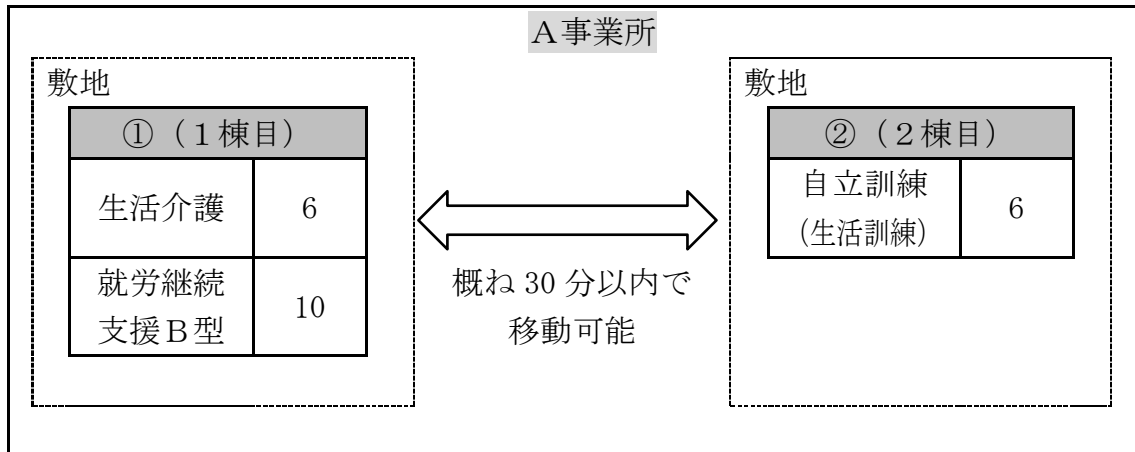 A事業所
敷地
①（1棟目）
生活介護 6
就労継続
支援B型 10
概ね30分以内で
移動可能
敷地
②（2棟目）
自立訓練
(生活訓練) 6